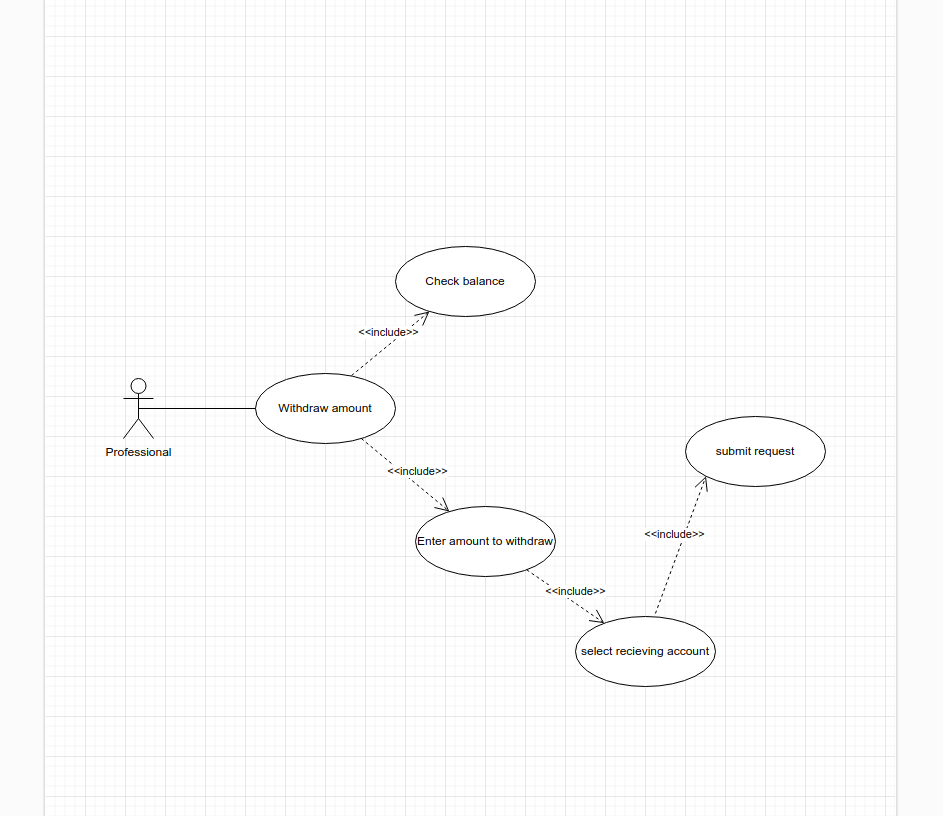 Check balance
<<include>>
Withdraw amount
Professional
<<include>>
submit request
<<include>>
Enter amount to withdraw
<<include>>
select recieving account